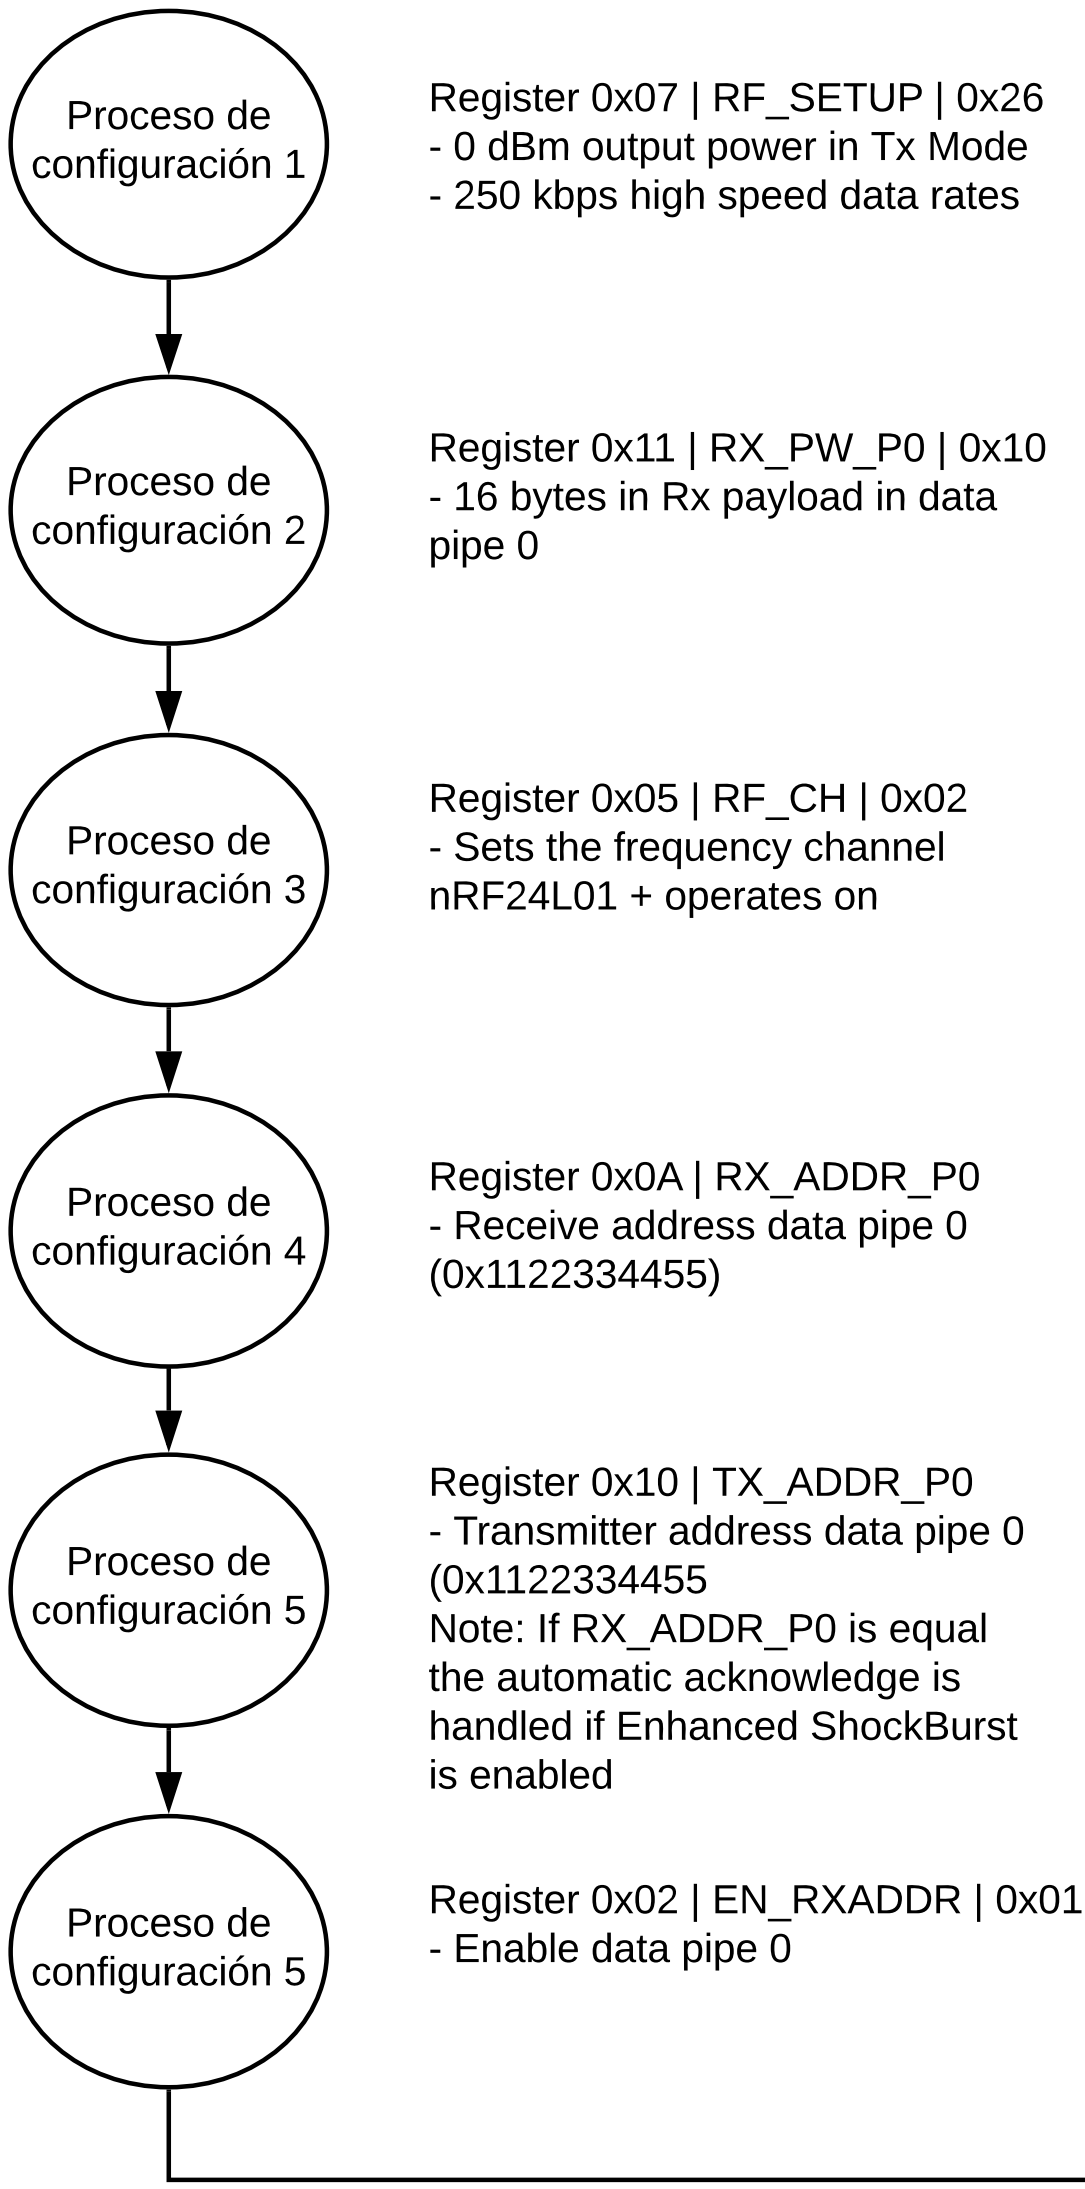 Proceso de
configuración 1
Register 0x07 | RF_SETUP | 0x26
- 0 dBm output power in Tx Mode
- 250 kbps high speed data rates
Proceso de
configuración 2
Register 0x11 | RX_PW_P0 | 0x10
- 16 bytes in Rx payload in data
pipe 0
Proceso de
configuración 3
Register 0x05 | RF_CH | 0x02
- Sets the frequency channel
nRF24L01 + operates on
Proceso de
configuración 4
Register 0x0A | RX_ADDR_P0
- Receive address data pipe 0
(0x1122334455)
Proceso de
configuración 5
Register 0x10 | TX_ADDR_P0
- Transmitter address data pipe 0
(0x1122334455
Note: If RX_ADDR_P0 is equal
the automatic acknowledge is
handled if Enhanced ShockBurst
is enabled
Proceso de
configuración 5
Register 0x02 | EN_RXADDR | 0x01
- Enable data pipe 0